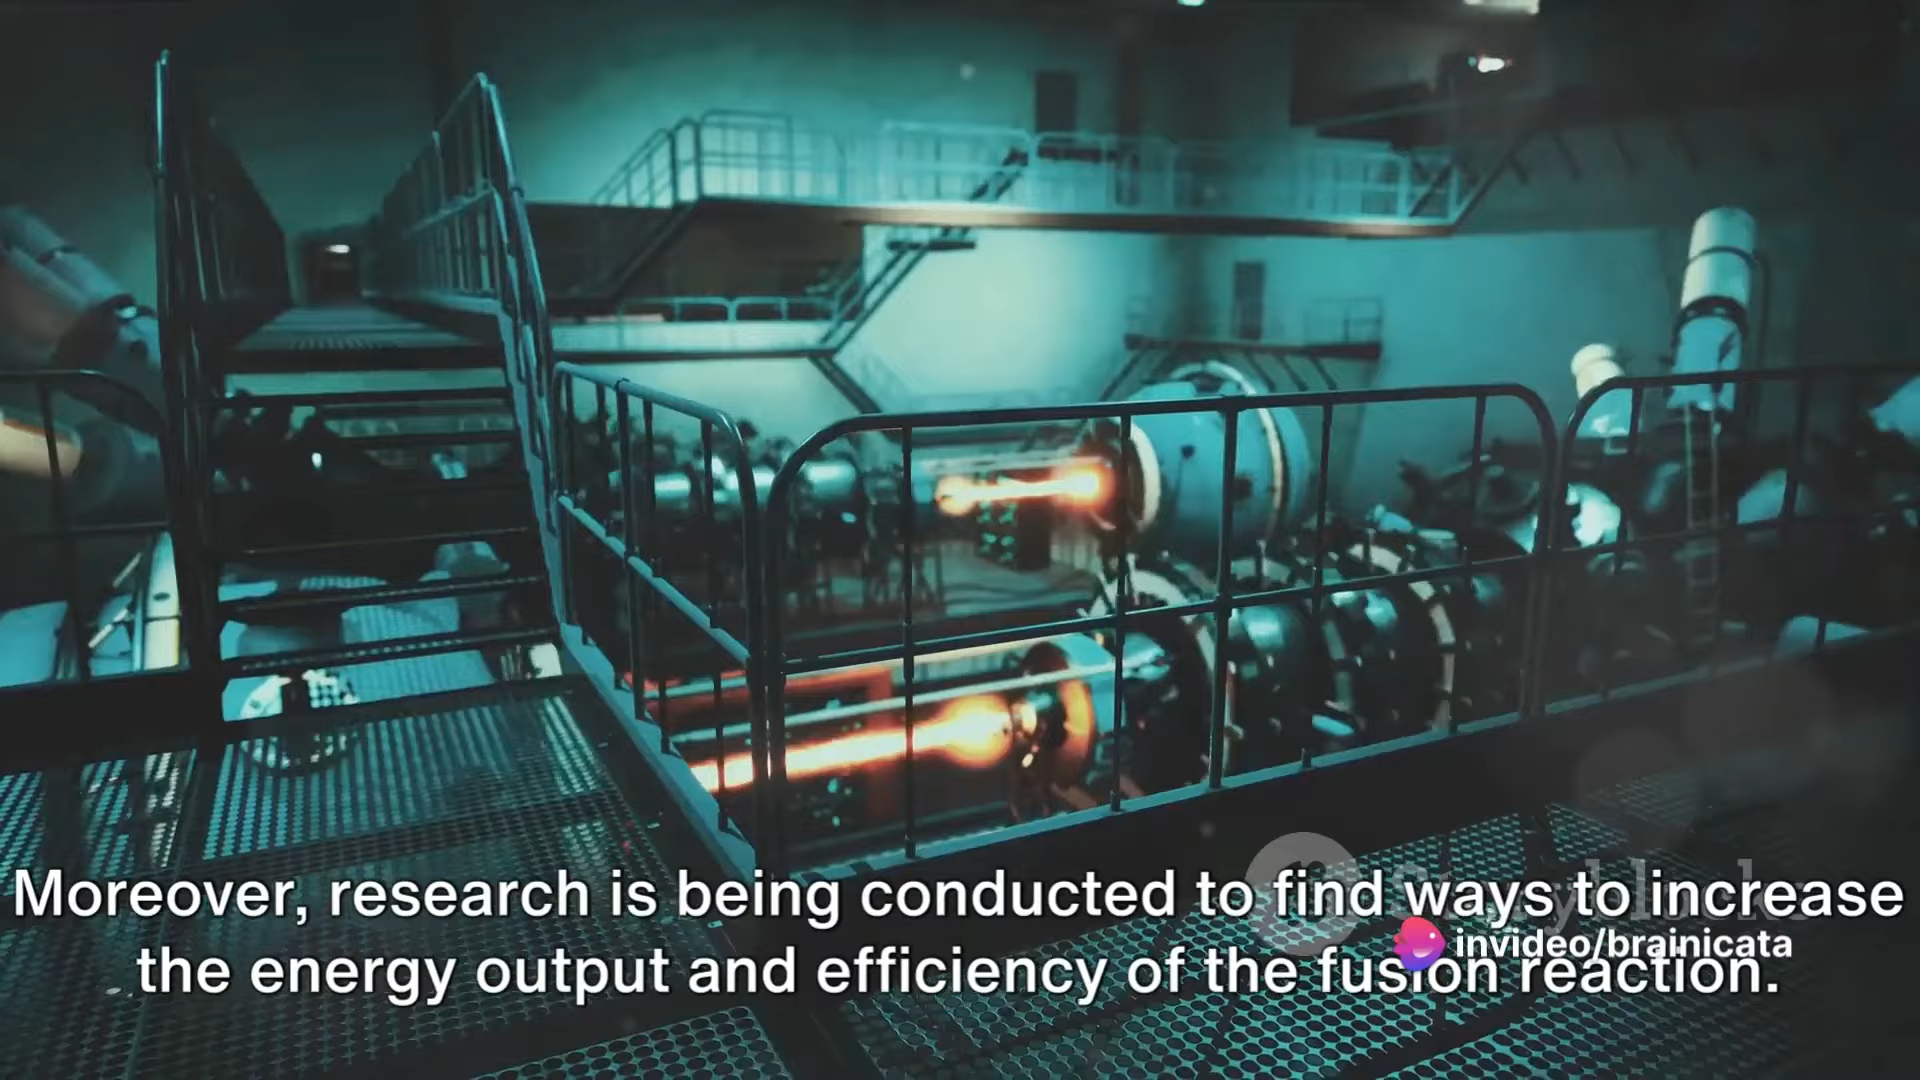 Moreover, research is being conducted to find ways to increase
the energy output and efficiency of the fusion reaction.
Storyblocks
invideo/brainicata